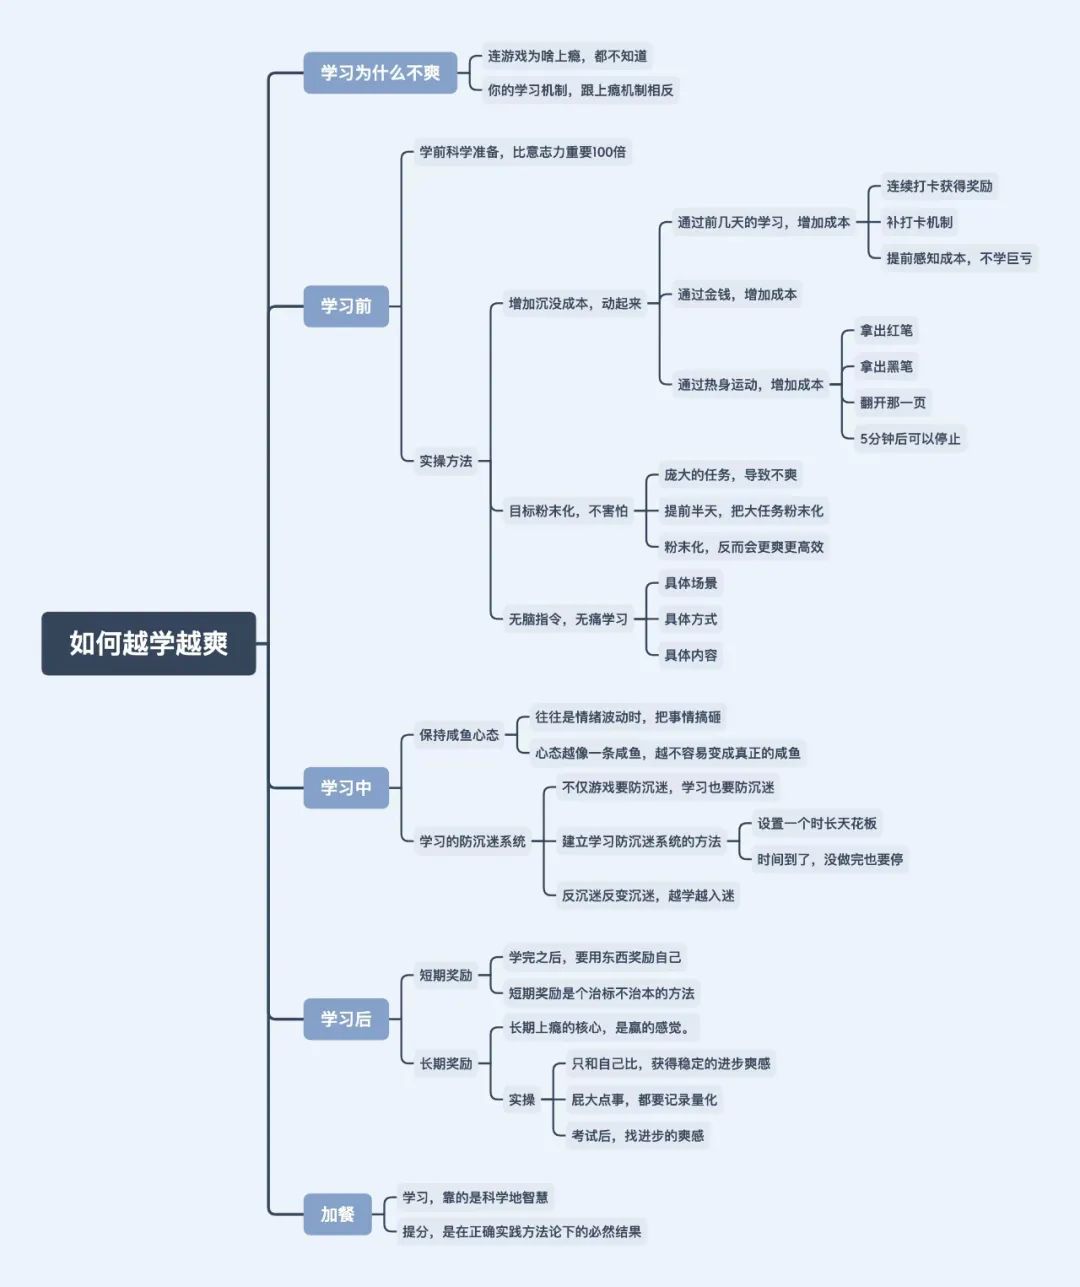 如何越学越爽
学习为什么不爽
连游戏为啥上瘾，都不知道
你的学习机制，跟上瘾机制相反
学习前
学前科学准备，比意志力重要100倍
实操方法
增加沉没成本，动起来
通过前几天的学习，增加成本
连续打卡获得奖励
补打卡机制
提前感知成本，不学巨亏
通过金钱，增加成本
通过热身运动，增加成本
拿出红笔
拿出黑笔
翻开那一页
5分钟后可以停止
目标粉末化，不害怕
庞大的任务，导致不爽
提前半天，把大任务粉末化
粉末化，反而会更爽更高效
无脑指令，无痛学习
具体场景
具体方式
具体内容
学习中
保持咸鱼心态
往往是情绪波动时，把事情搞砸
心态越像一条咸鱼，越不容易变成真正的咸鱼
学习的防沉迷系统
不仅游戏要防沉迷，学习也要防沉迷
建立学习防沉迷系统的方法
设置一个时长天花板
时间到了，没做完也要停
反沉迷反变沉迷，越学越入迷
学习后
短期奖励
学完之后，要用东西奖励自己
短期奖励是个治标不治本的方法
长期奖励
长期上瘾的核心，是赢的感觉。
实操
只和自己比，获得稳定的进步爽感
屁大点事，都要记录量化
考试后，找进步的爽感
加餐
学习，靠的是科学地智慧
提分，是在正确实践方法论下的必然结果